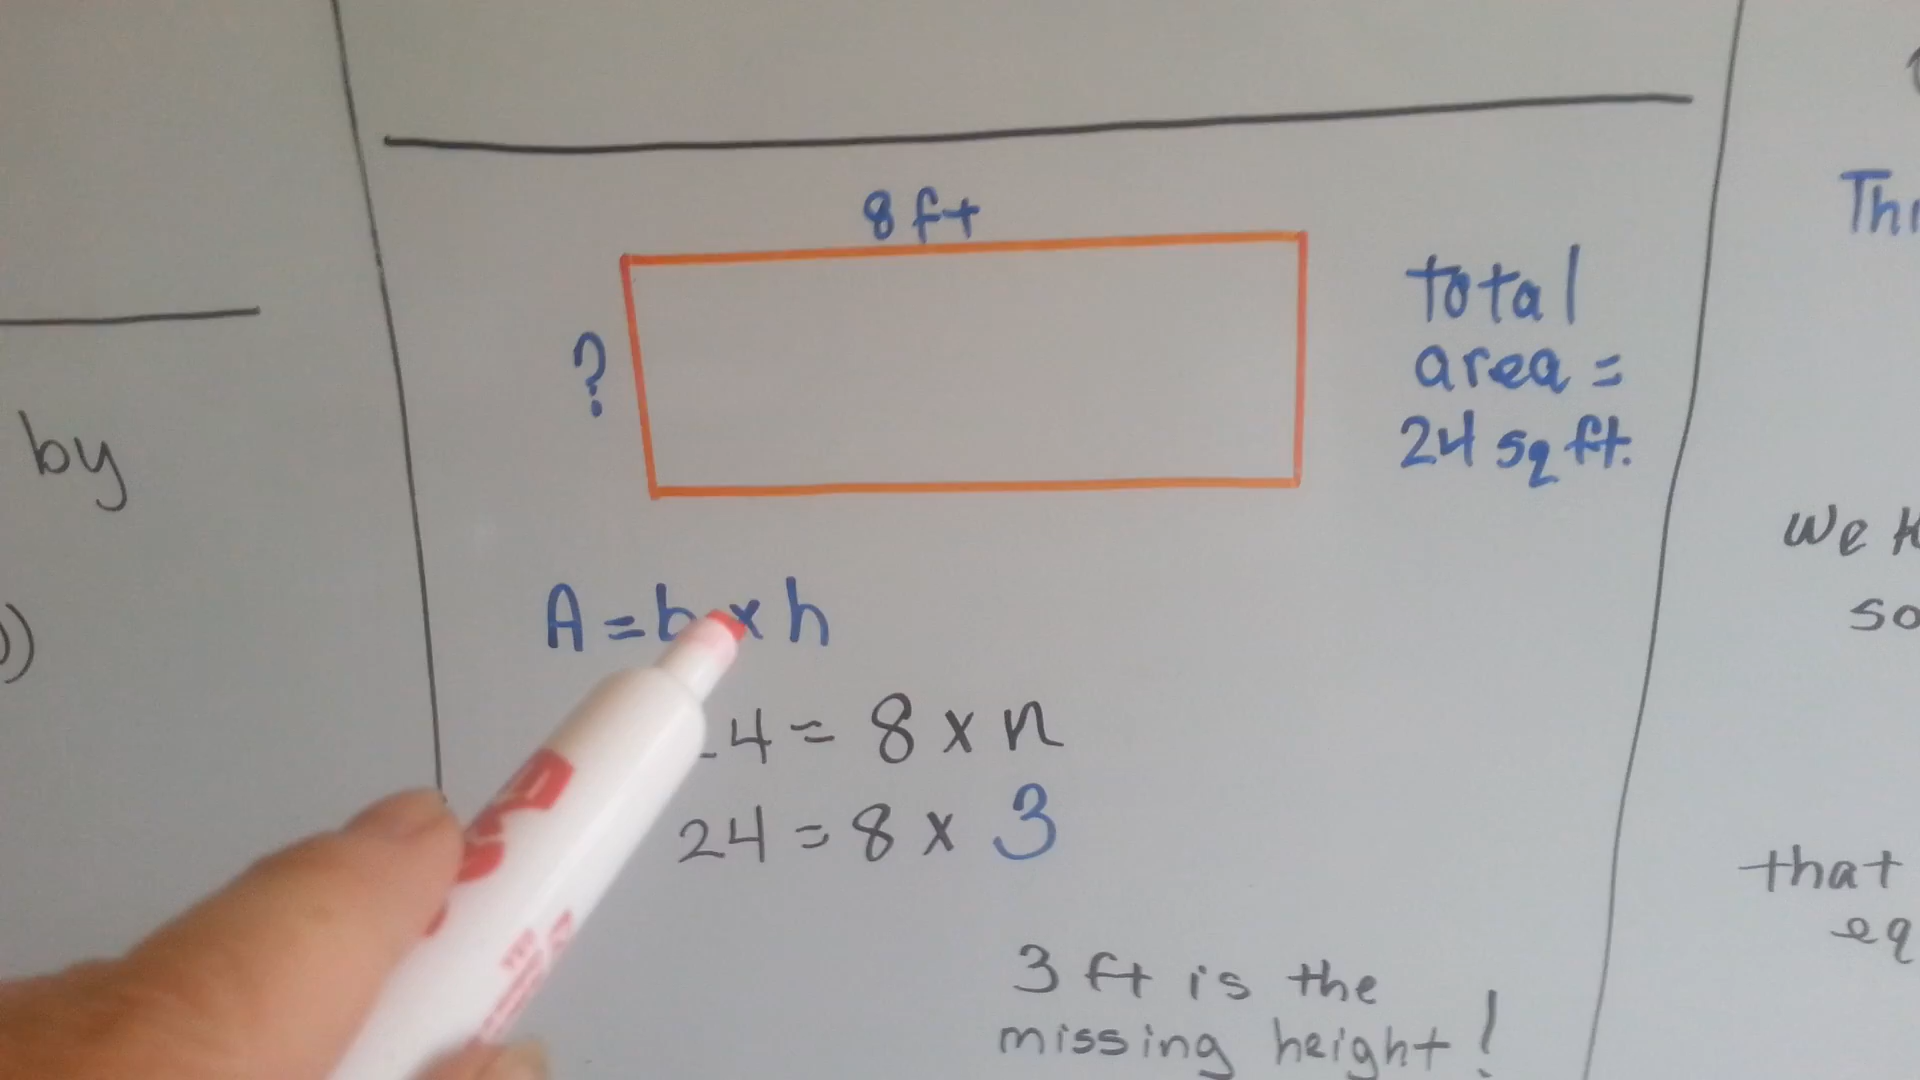 by
8 ft
?
total
area =
24 sq ft.
A = b x h
4 = 8 x n
24 = 8 x 3
3 ft is the
missing height!
We
so
that
eq